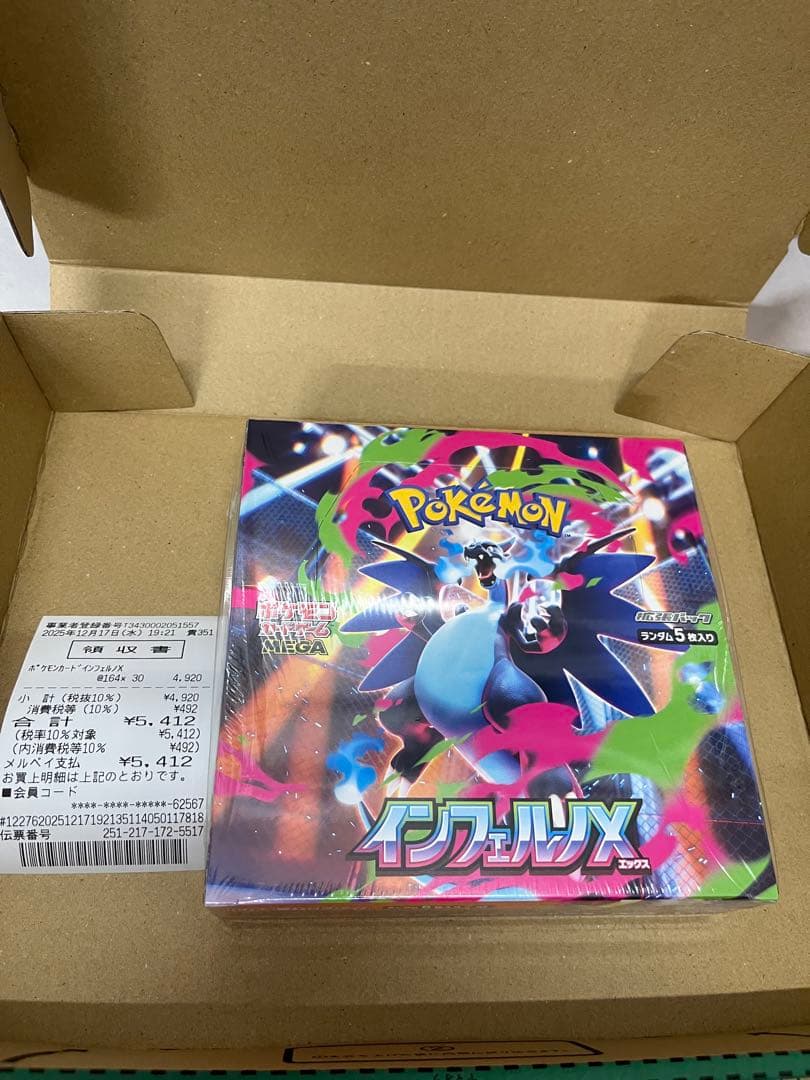 事業者登録番号T3430002051557
2025年12月17日(水) 19:21 責351
領収書
ポケモンカードインフェルノX
@164× 30 4,920
小 計(税抜10%) ¥4,920
消費税等(10%) ¥492
合計 ¥5,412
(税率10%対象 ¥5,412)
(内消費税等10% ¥492)
メルペイ支払 ¥5,412
お買上明細は上記のとおりです。
■会員コード
****-****-*****-62567
#122762025121719213511405011781­8
伝票番号 251-217-172-5517
POKéMON
TM
ポケモン
カードゲーム
MEGA
拡張パック
ランダム5枚入り
インフェルノX
エックス